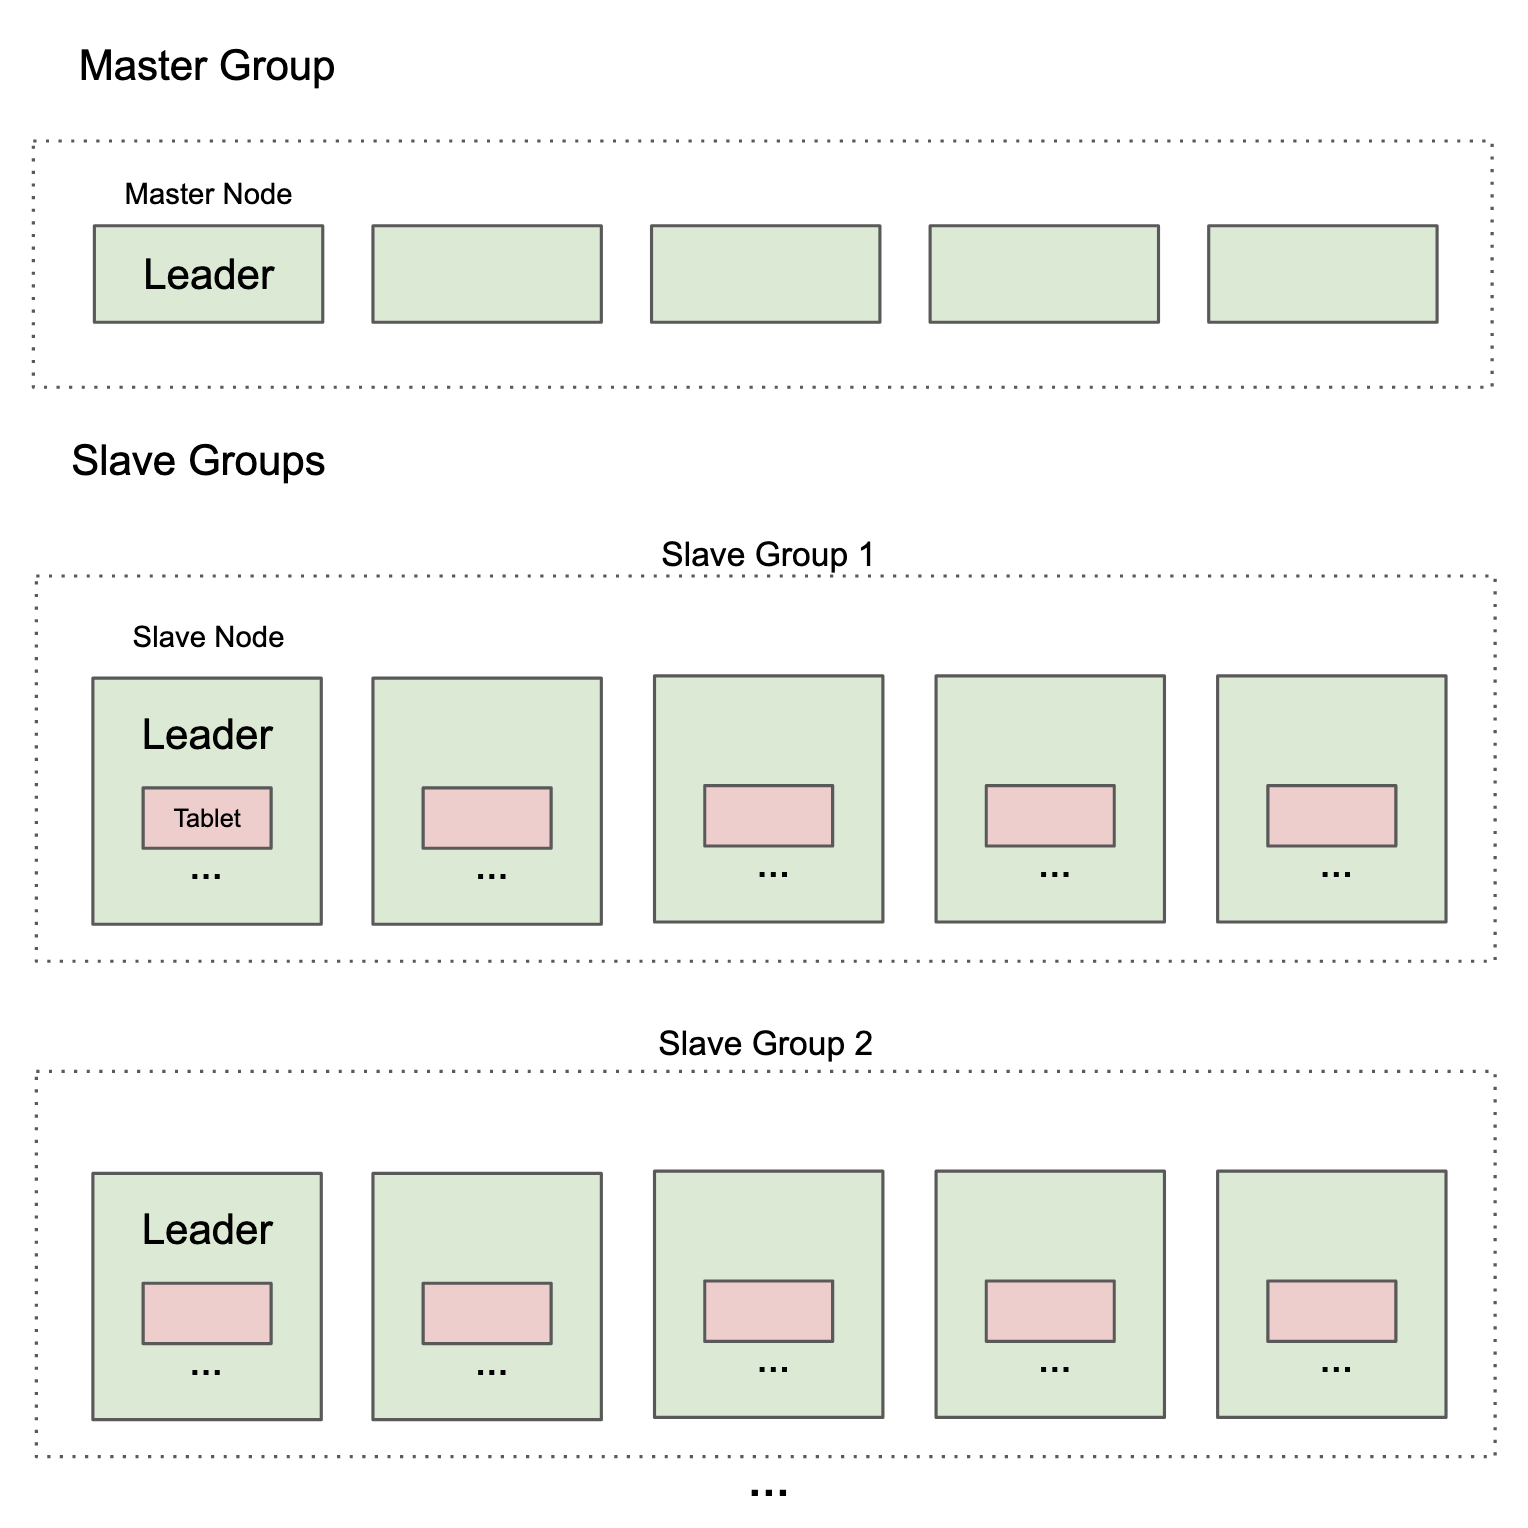 Master Group
Master Node
Leader
Slave Groups
Slave Group 1
Slave Node
Leader
Tablet
... ... ... ... ...
Slave Group 2
Leader
... ... ... ... ...
...